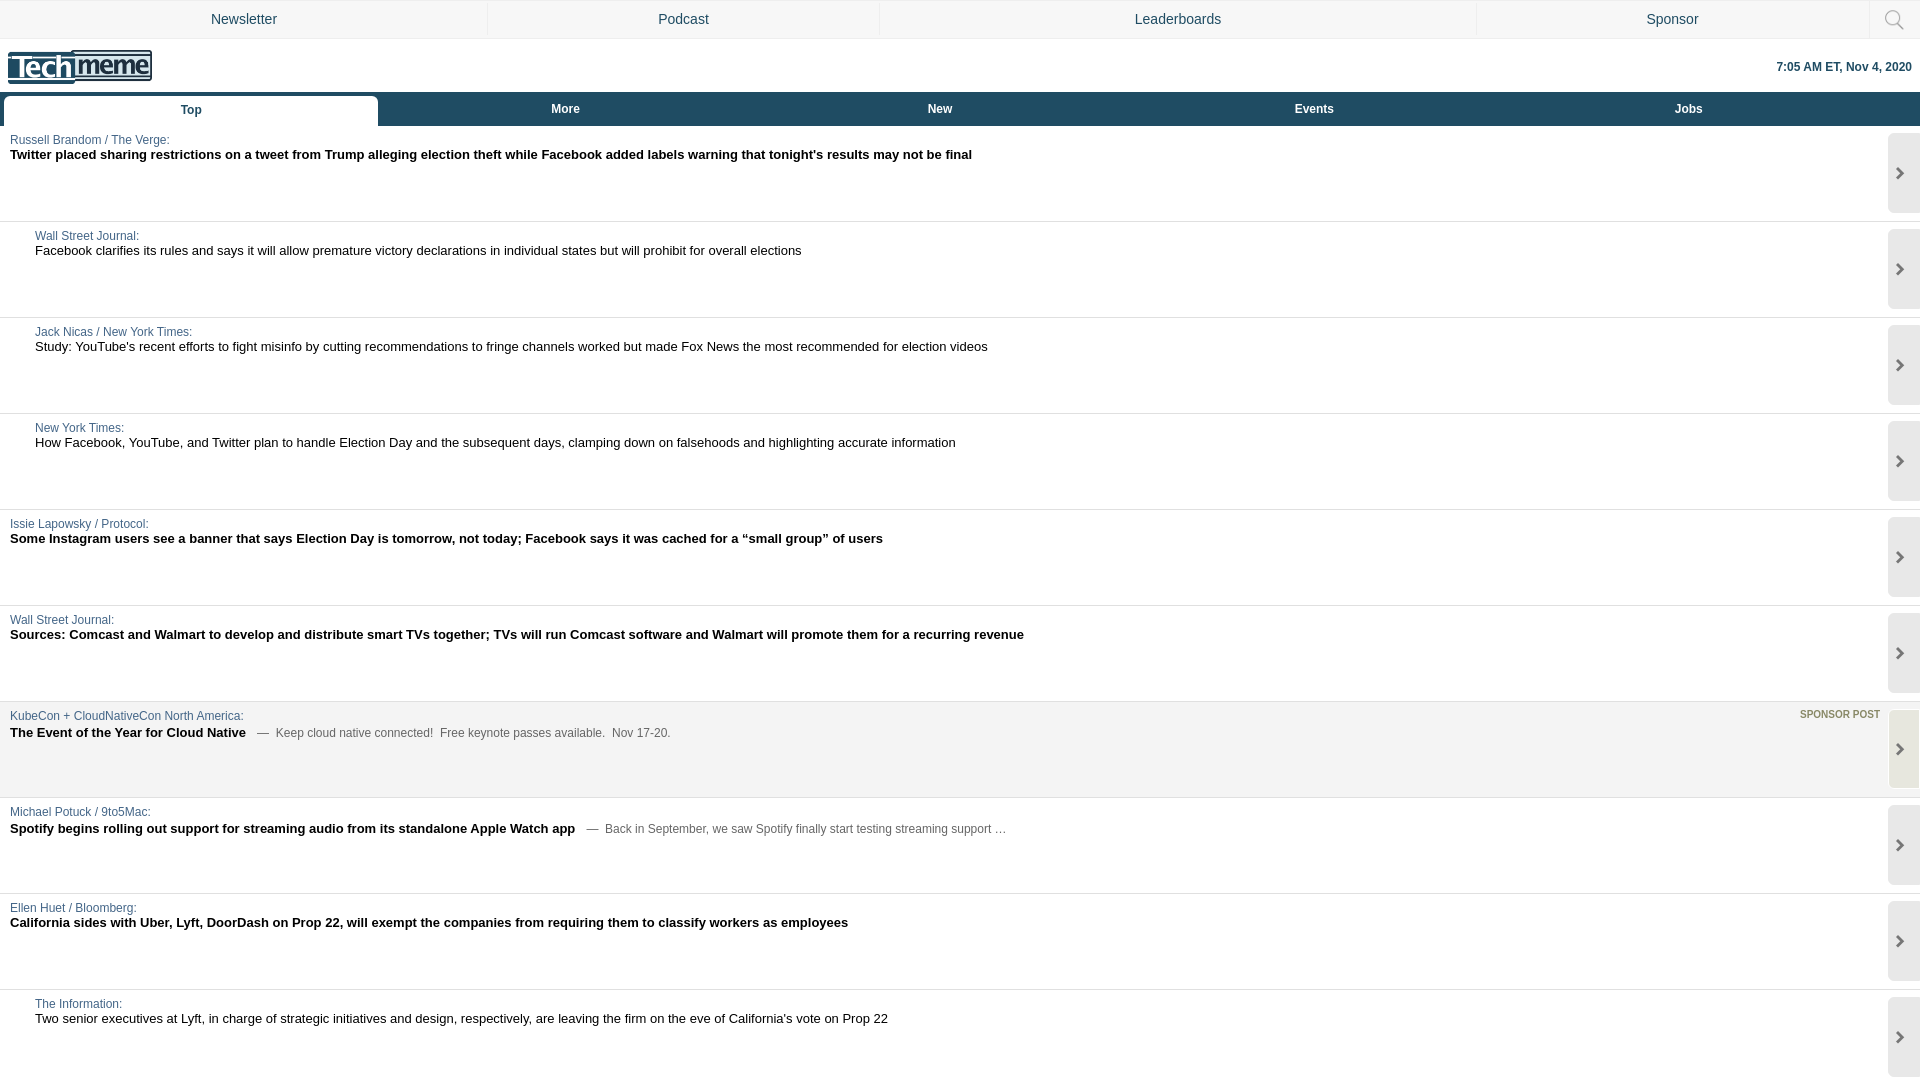 Newsletter
Podcast
Leaderboards
Sponsor
Techmeme
7:05 AM ET, Nov 4, 2020
Top
More
New
Events
Jobs
Russell Brandom / The Verge:
Twitter placed sharing restrictions on a tweet from Trump alleging election theft while Facebook added labels warning that tonight's results may not be final
Wall Street Journal:
Facebook clarifies its rules and says it will allow premature victory declarations in individual states but will prohibit for overall elections
Jack Nicas / New York Times:
Study: YouTube's recent efforts to fight misinfo by cutting recommendations to fringe channels worked but made Fox News the most recommended for election videos
New York Times:
How Facebook, YouTube, and Twitter plan to handle Election Day and the subsequent days, clamping down on falsehoods and highlighting accurate information
Issie Lapowsky / Protocol:
Some Instagram users see a banner that says Election Day is tomorrow, not today; Facebook says it was cached for a “small group” of users
Wall Street Journal:
Sources: Comcast and Walmart to develop and distribute smart TVs together; TVs will run Comcast software and Walmart will promote them for a recurring revenue
KubeCon + CloudNativeCon North America:
SPONSOR POST
The Event of the Year for Cloud Native — Keep cloud native connected! Free keynote passes available. Nov 17-20.
Michael Potuck / 9to5Mac:
Spotify begins rolling out support for streaming audio from its standalone Apple Watch app — Back in September, we saw Spotify finally start testing streaming support …
Ellen Huet / Bloomberg:
California sides with Uber, Lyft, DoorDash on Prop 22, will exempt the companies from requiring them to classify workers as employees
The Information:
Two senior executives at Lyft, in charge of strategic initiatives and design, respectively, are leaving the firm on the eve of California's vote on Prop 22